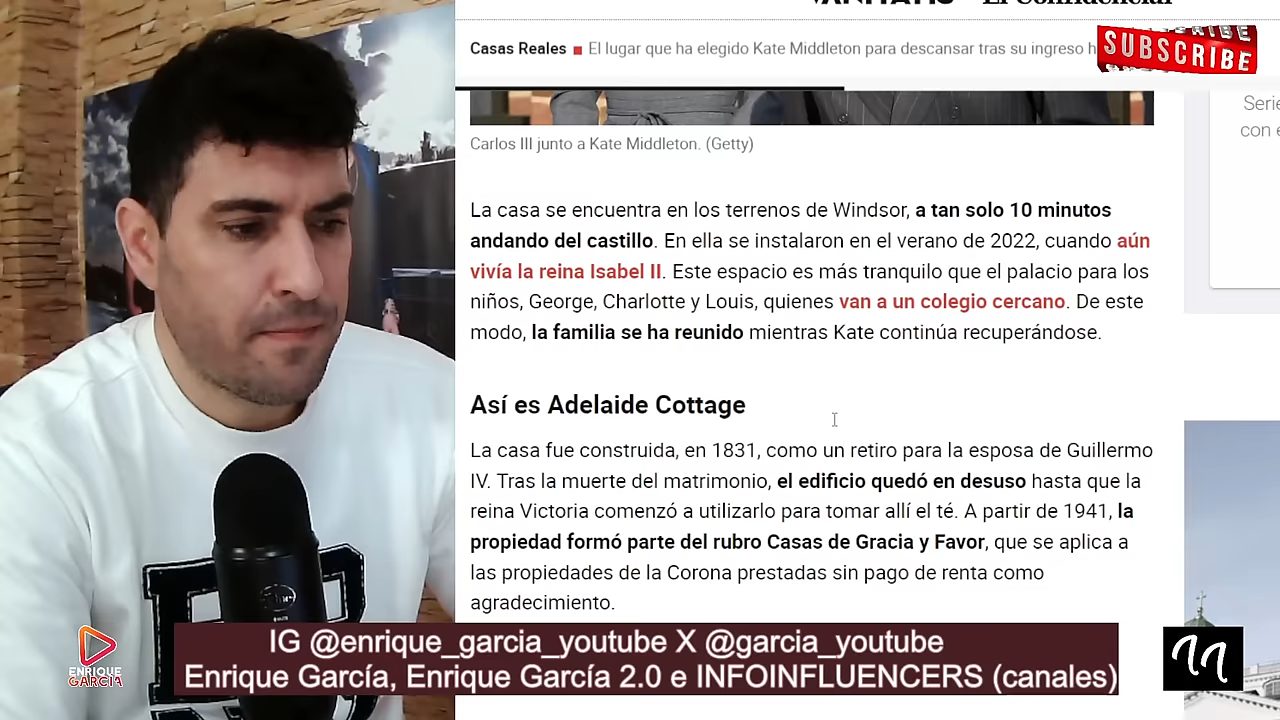 VANITATIS El Confidencial
Casas Reales ■ El lugar que ha elegido Kate Middleton para descansar tras su ingreso h
SUBSCRIBE
Serie
con e
Carlos III junto a Kate Middleton. (Getty)
La casa se encuentra en los terrenos de Windsor, a tan solo 10 minutos
andando del castillo. En ella se instalaron en el verano de 2022, cuando aún
vivía la reina Isabel II. Este espacio es más tranquilo que el palacio para los
niños, George, Charlotte y Louis, quienes van a un colegio cercano. De este
modo, la familia se ha reunido mientras Kate continúa recuperándose.
Así es Adelaide Cottage
La casa fue construida, en 1831, como un retiro para la esposa de Guillermo
IV. Tras la muerte del matrimonio, el edificio quedó en desuso hasta que la
reina Victoria comenzó a utilizarlo para tomar allí el té. A partir de 1941, la
propiedad formó parte del rubro Casas de Gracia y Favor, que se aplica a
las propiedades de la Corona prestadas sin pago de renta como
agradecimiento.
IG @enrique_garcia_youtube X @garcia_youtube
Enrique García, Enrique García 2.0 e INFOINFLUENCERS (canales)
ENRIQUE
GARCÍA